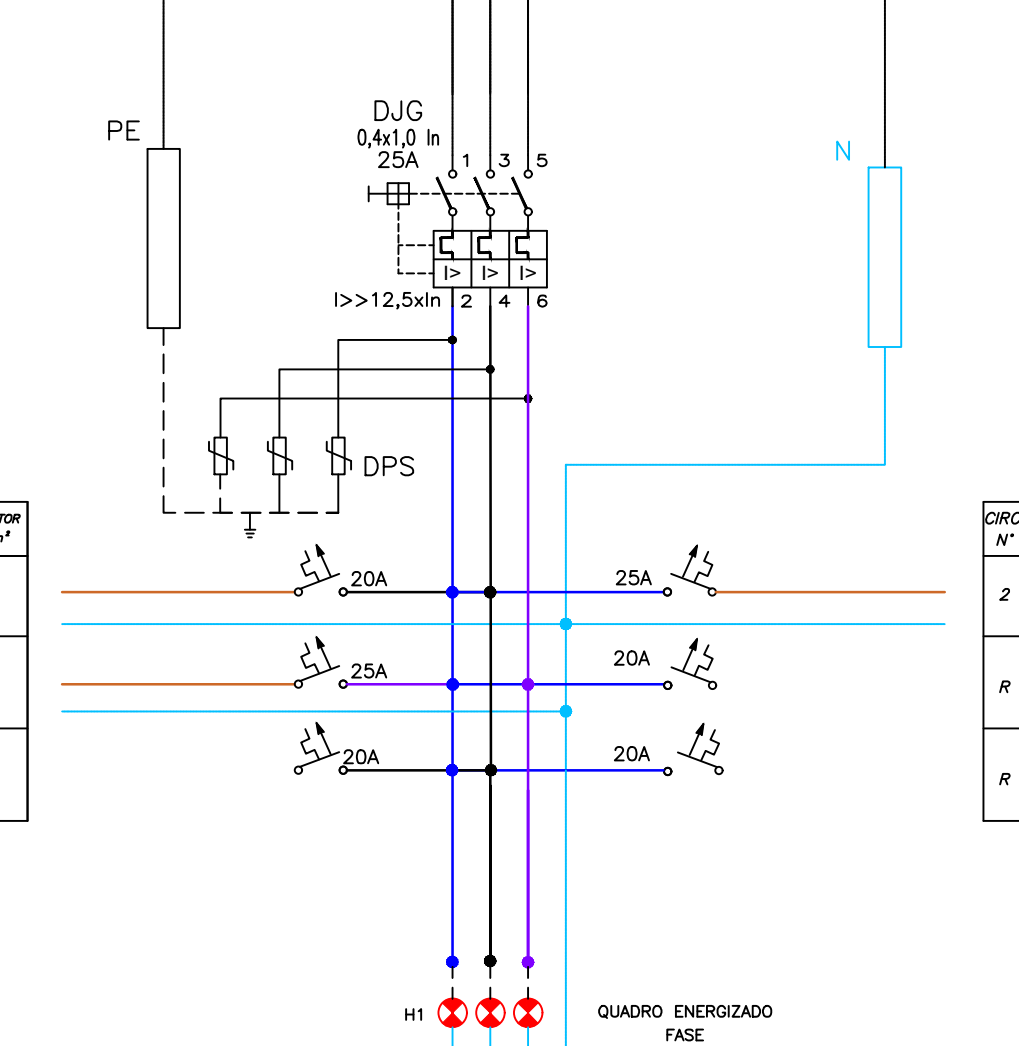 DJG
PE
0,4x1,0 In
N
25A
1 3 5
I> I> I>
I>>12,5xIn
2 4 6
DPS
CIRC
N°
20A
25A
2
25A
20A
R
20A
20A
R
H1
QUADRO ENERGIZADO
FASE